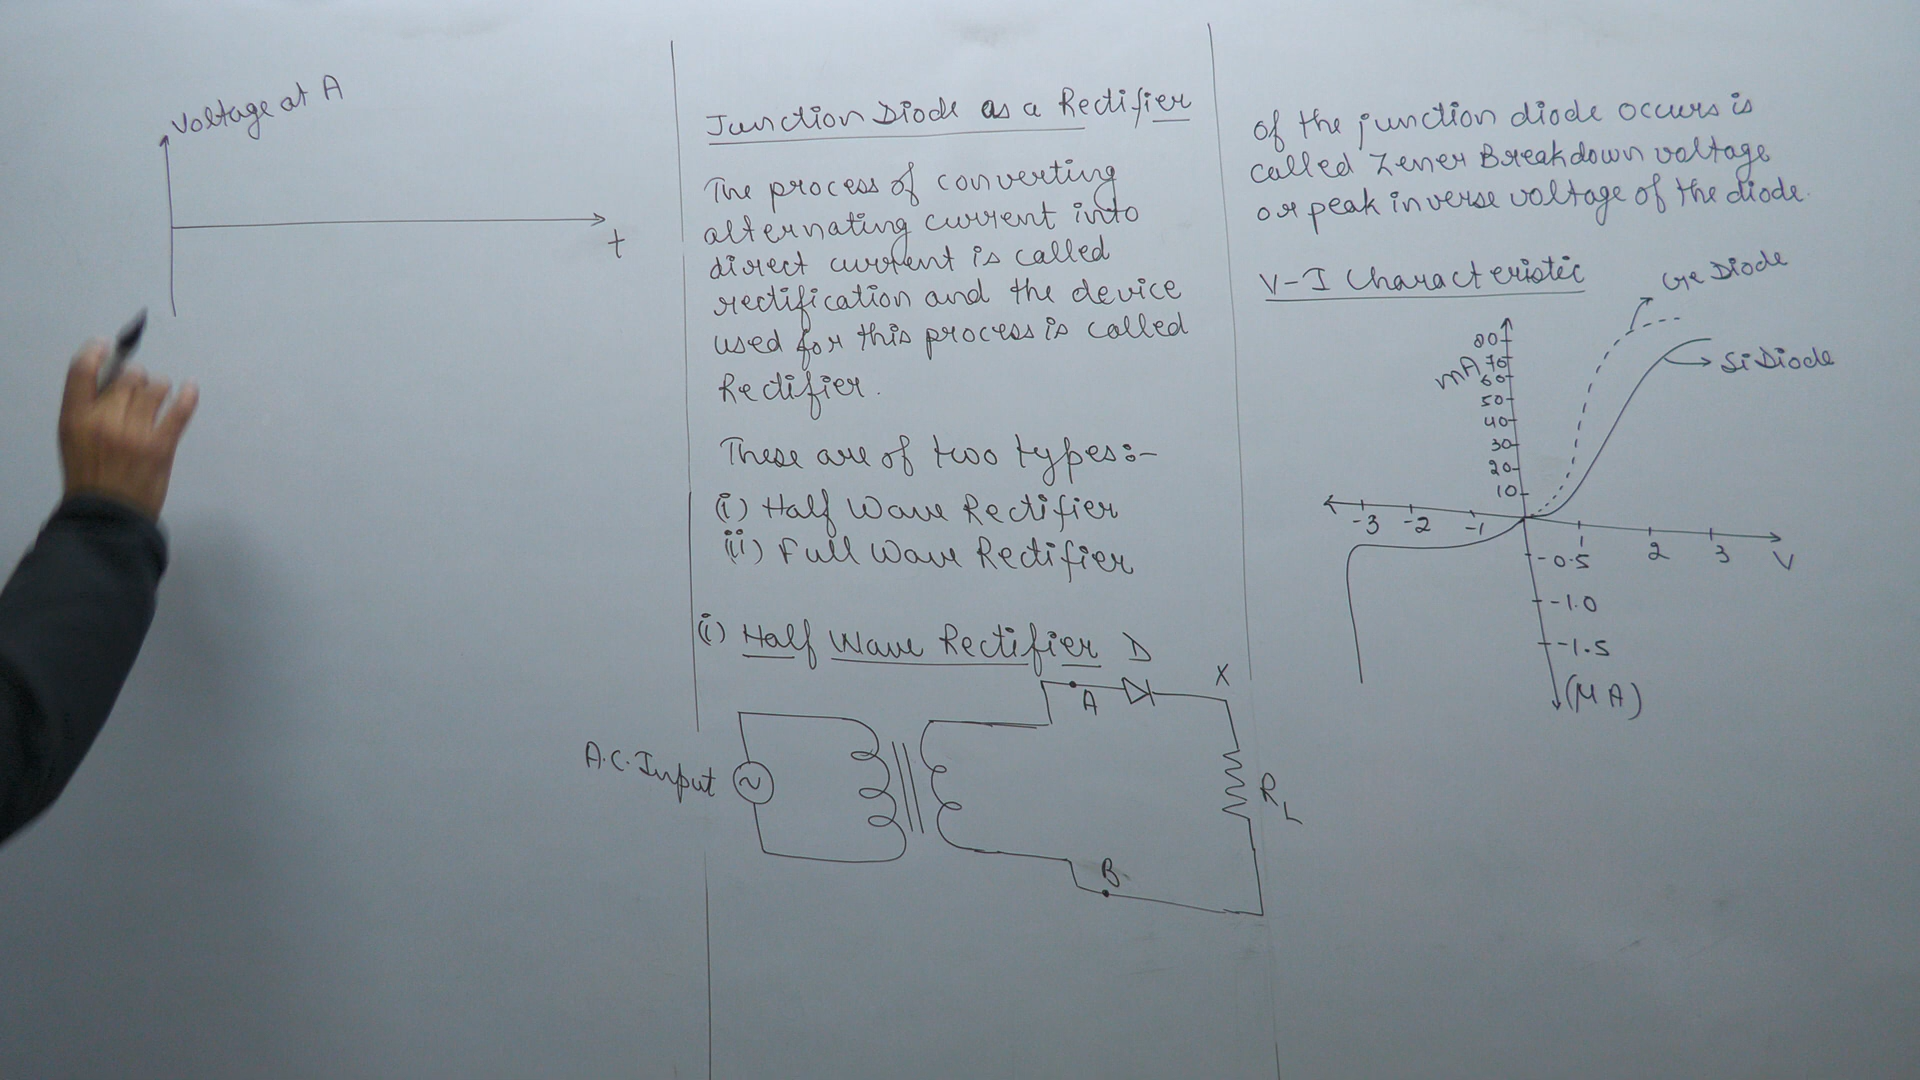 Voltage at A
t
Junction Diode as a Rectifier
The process of converting
alternating current into
direct current is called
rectification and the device
used for this process is called
Rectifier.
These are of two types:-
(i) Half Wave Rectifier
(ii) Full Wave Rectifier
(i) Half Wave Rectifier
D
A
X
A.C. Input
R L
B
of the junction diode occurs is
called Zener Breakdown voltage
or peak inverse voltage of the diode.
V-I Characteristic
Ge Diode
Si Diode
mA
80
70
60
50
40
30
20
10
-3 -2 -1
1 2 3 V
-0.5
-1.0
-1.5
(μA)